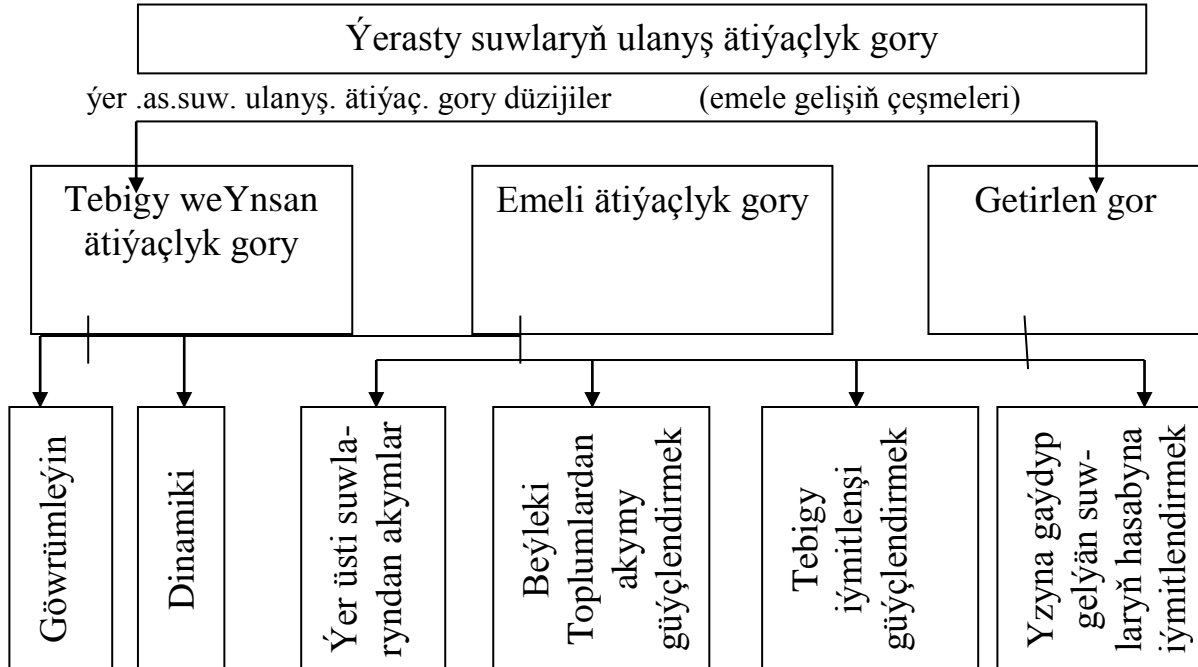 Ýerasty suwlaryň ulanyş ätiýaçlyk gory
ýer .as.suw. ulanyş. ätiýaç. gory düzijiler (emele gelişiň çeşmeleri)
Tebigy weYnsan
ätiýaçlyk gory
Emeli ätiýaçlyk gory
Getirlen gor
Göwrümleýin
Dinamiki
Ýer üsti suwla-
ryndan akymlar
Beýleki
Toplumlardan
akymy
güýçlendirmek
Tebigy
iýmitlenşi
güýçlendirmek
Yzyna gaýdyp
gelýän suw-
laryň hasabyna
iýmitlendirmek